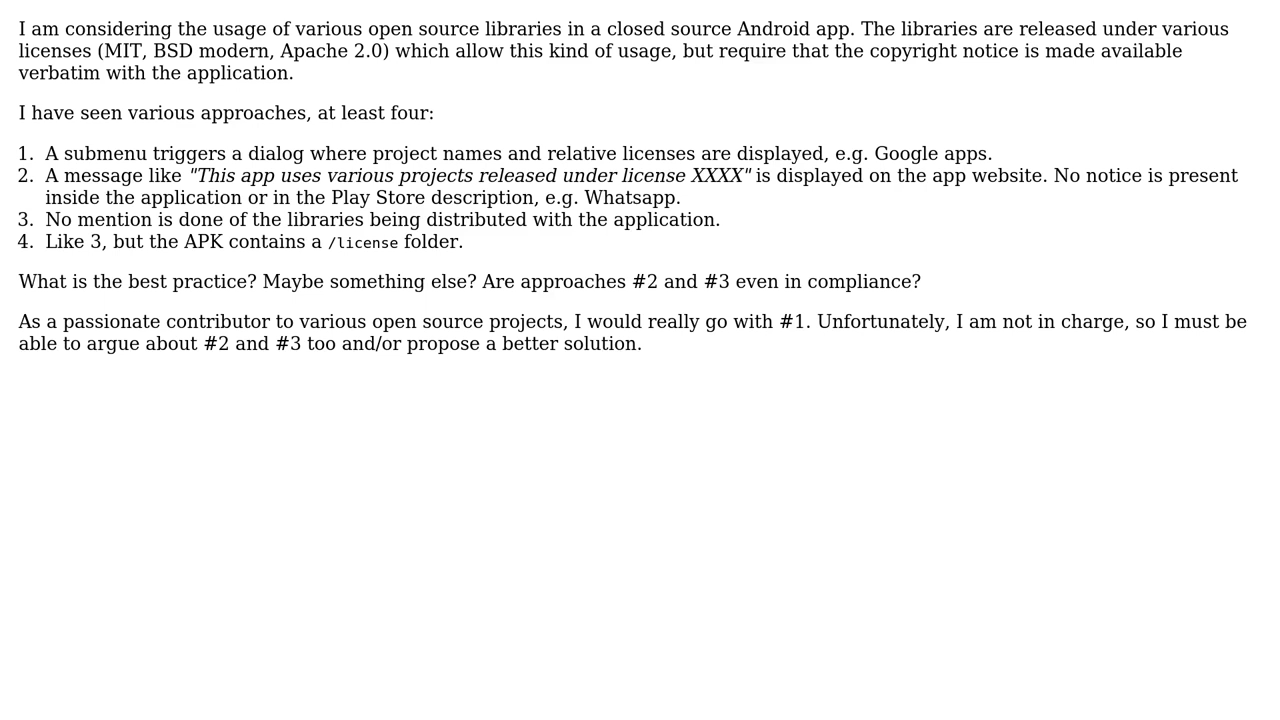 I am considering the usage of various open source libraries in a closed source Android app. The libraries are released under various
licenses (MIT, BSD modern, Apache 2.0) which allow this kind of usage, but require that the copyright notice is made available
verbatim with the application.
I have seen various approaches, at least four:
1. A submenu triggers a dialog where project names and relative licenses are displayed, e.g. Google apps.
2. A message like "This app uses various projects released under license XXXX" is displayed on the app website. No notice is present
inside the application or in the Play Store description, e.g. Whatsapp.
3. No mention is done of the libraries being distributed with the application.
4. Like 3, but the APK contains a /license folder.
What is the best practice? Maybe something else? Are approaches #2 and #3 even in compliance?
As a passionate contributor to various open source projects, I would really go with #1. Unfortunately, I am not in charge, so I must be
able to argue about #2 and #3 too and/or propose a better solution.